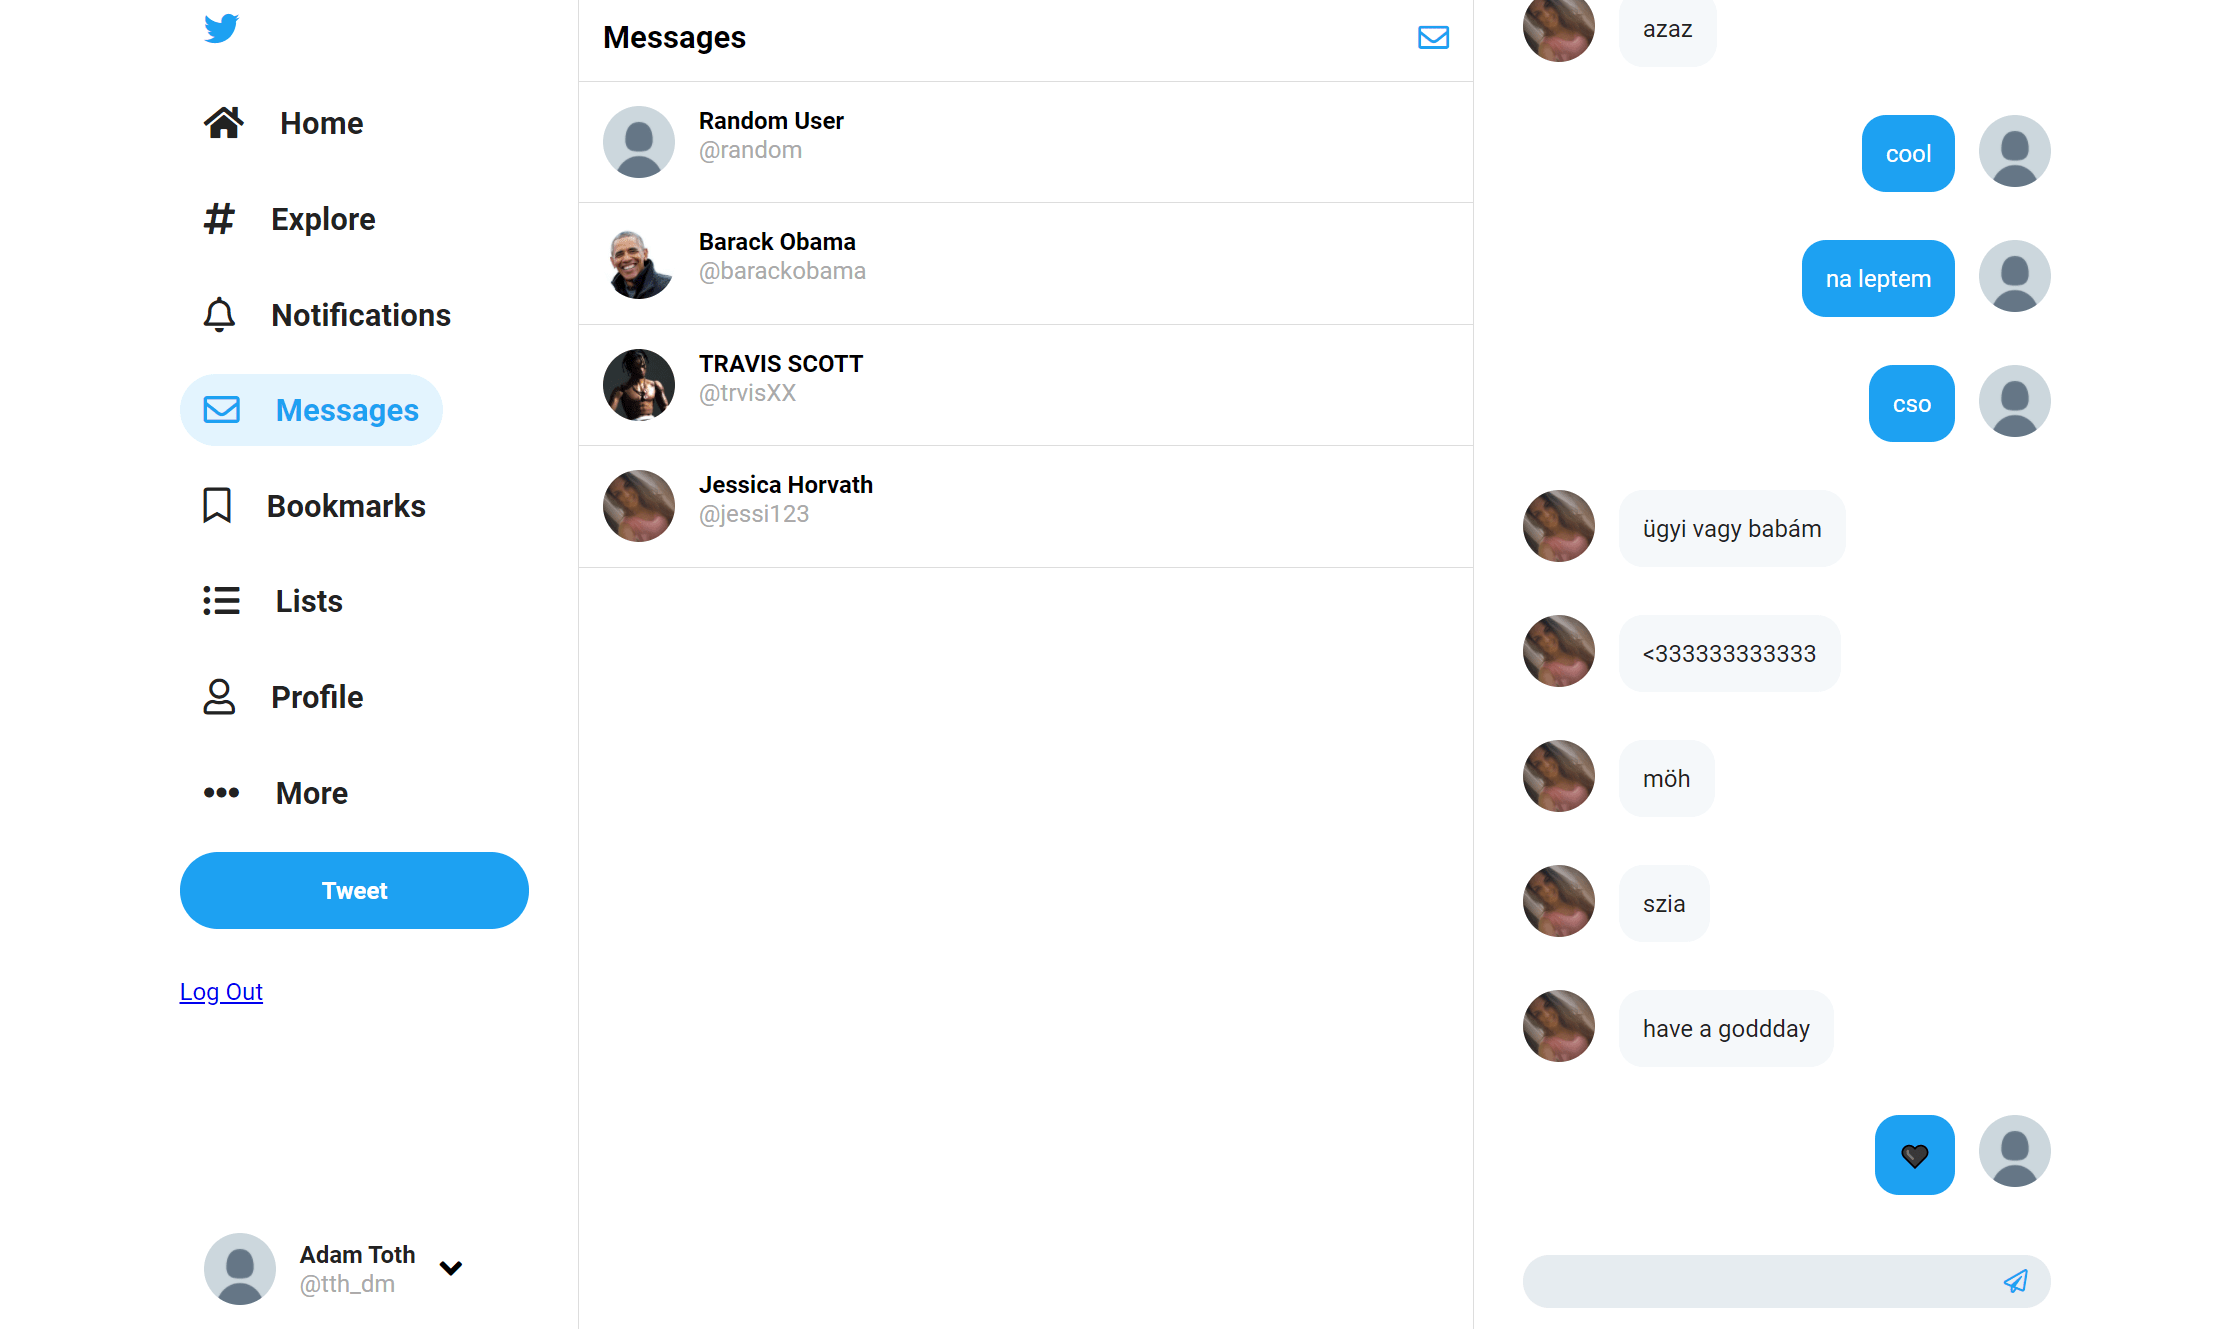 Home
Explore
Notifications
Messages
Bookmarks
Lists
Profile
More
Tweet
Log Out
Adam Toth
@tth_dm
Messages
Random User
@random
Barack Obama
@barackobama
TRAVIS SCOTT
@trvisXX
Jessica Horvath
@jessi123
azaz
cool
na leptem
cso
ügyi vagy babám
<333333333333
möh
szia
have a goddday
🖤